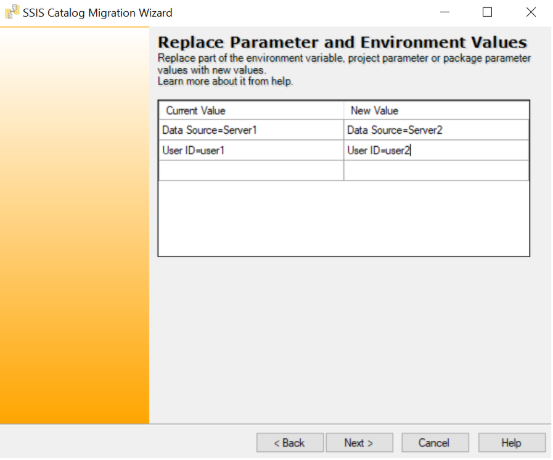 SSIS Catalog Migration Wizard
Replace Parameter and Environment Values
Replace part of the environment variable, project parameter or package parameter
values with new values.
Learn more about it from help.
Current Value New Value
Data Source=Server1 Data Source=Server2
User ID=user1 User ID=user2
< Back Next > Cancel Help